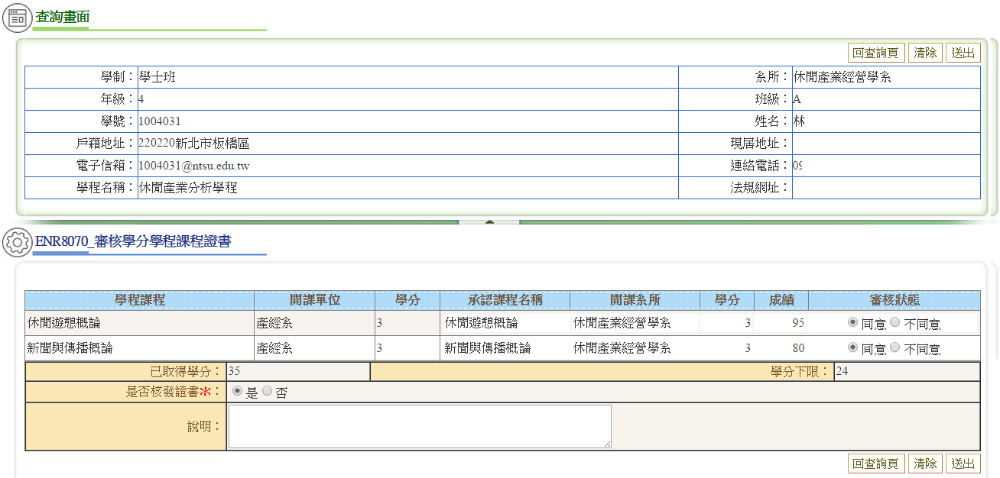 查詢畫面
回查詢頁 清除 送出
學制：學士班 系所：休閒產業經營學系
年級：4 班級：A
學號：1004031 姓名：林
戶籍地址：220220新北市板橋區 現居地址：
電子信箱：1004031@ntsu.edu.tw 連絡電話：09
學程名稱：休閒產業分析學程 法規網址：
ENR8070_審核學分學程課程證書
學程課程 開課單位 學分 承認課程名稱 開課系所 學分 成績 審核狀態
休閒遊憩概論 產經系 3 休閒遊憩概論 休閒產業經營學系 3 95 同意 不同意
新聞與傳播概論 產經系 3 新聞與傳播概論 休閒產業經營學系 3 80 同意 不同意
已取得學分：35 學分下限：24
是否核發證書＊：是 否
說明：
回查詢頁 清除 送出